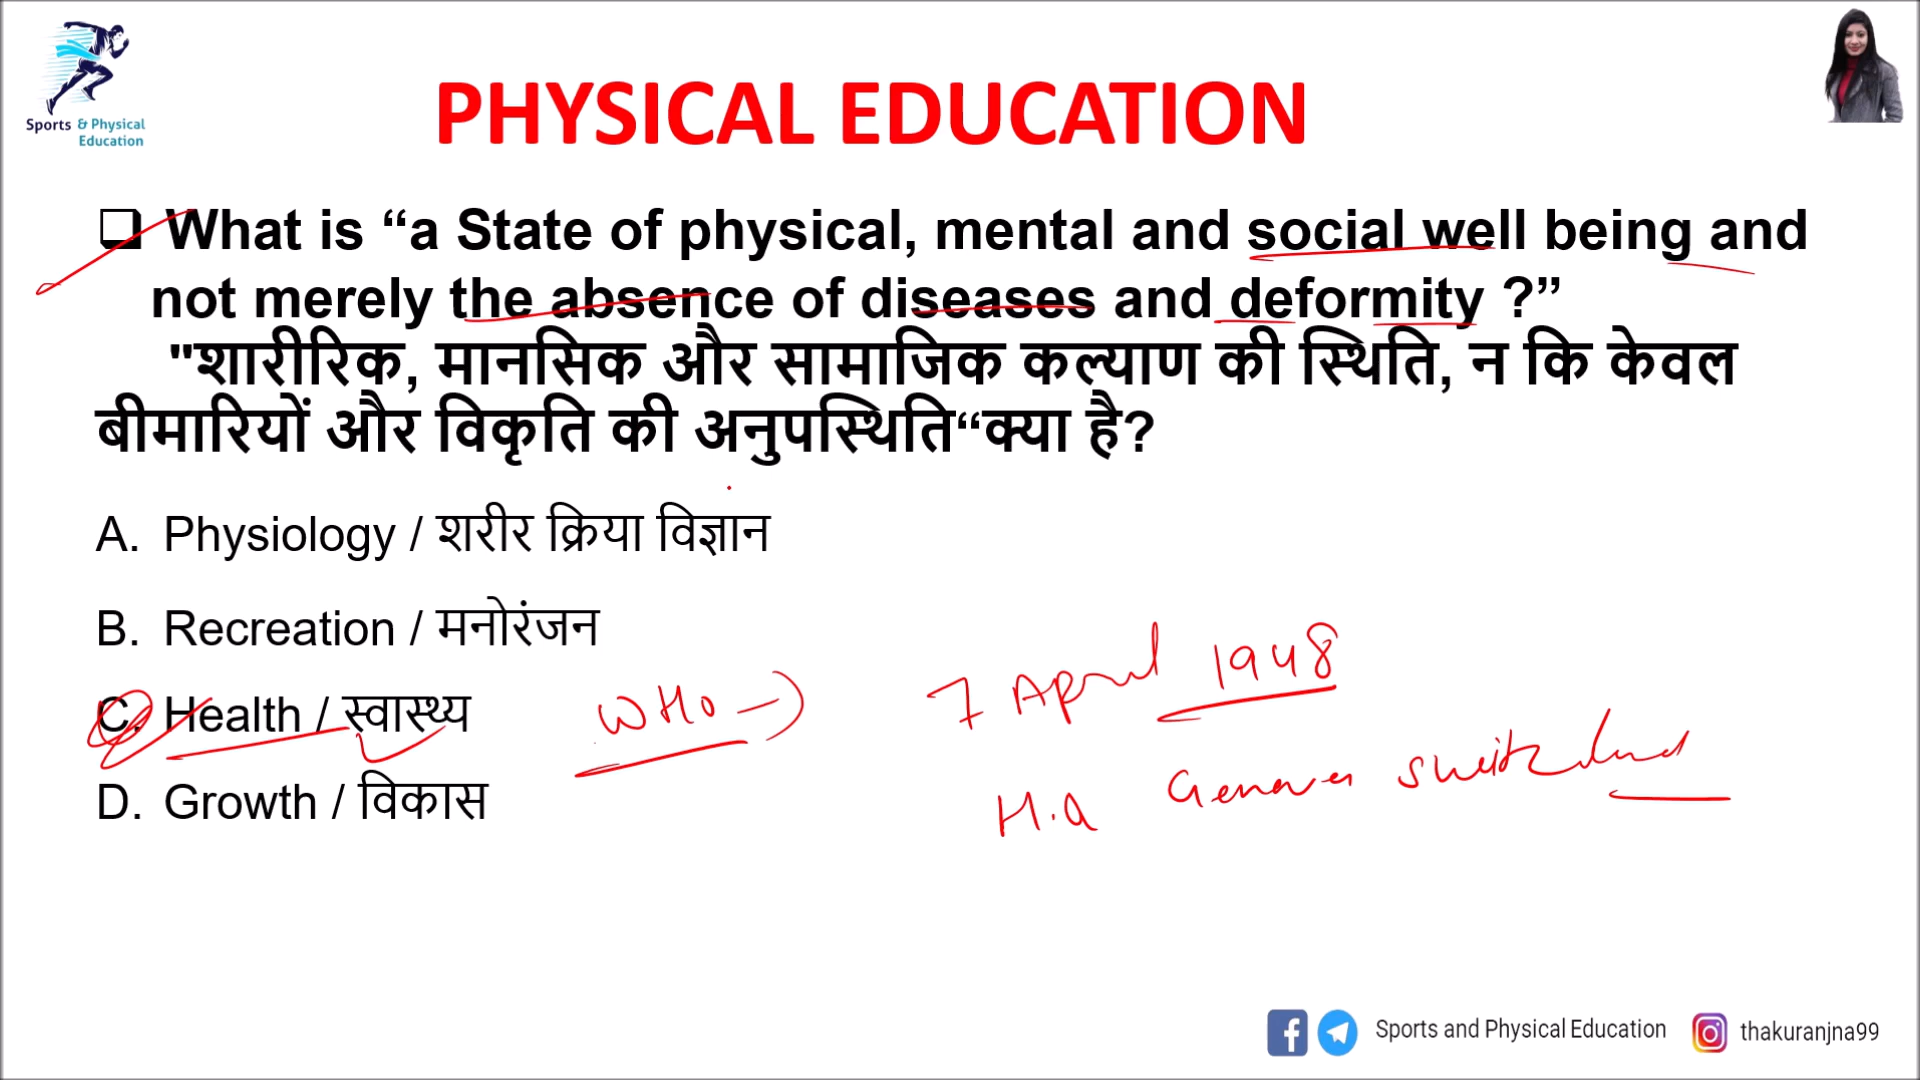 Sports & Physical
Education
PHYSICAL EDUCATION
What is “a State of physical, mental and social well being and
not merely the absence of diseases and deformity ?”
"शारीरिक, मानसिक और सामाजिक कल्याण की स्थिति, न कि केवल
बीमारियों और विकृति की अनुपस्थिति“क्या है?
A. Physiology / शरीर क्रिया विज्ञान
B. Recreation / मनोरंजन
C. Health / स्वास्थ्य
D. Growth / विकास
WHO → 7 April 1948
H.Q Geneva Switzerland
Sports and Physical Education thakuranjna99